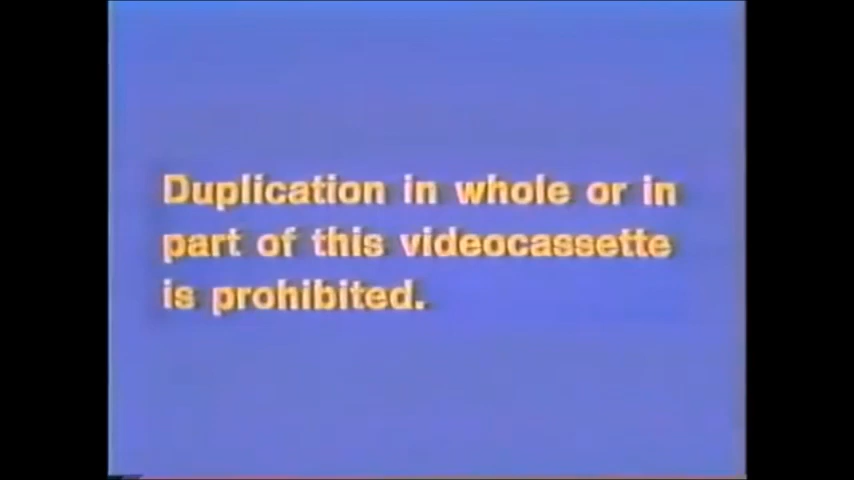 Duplication in whole or in
part of this videocassette
is prohibited.